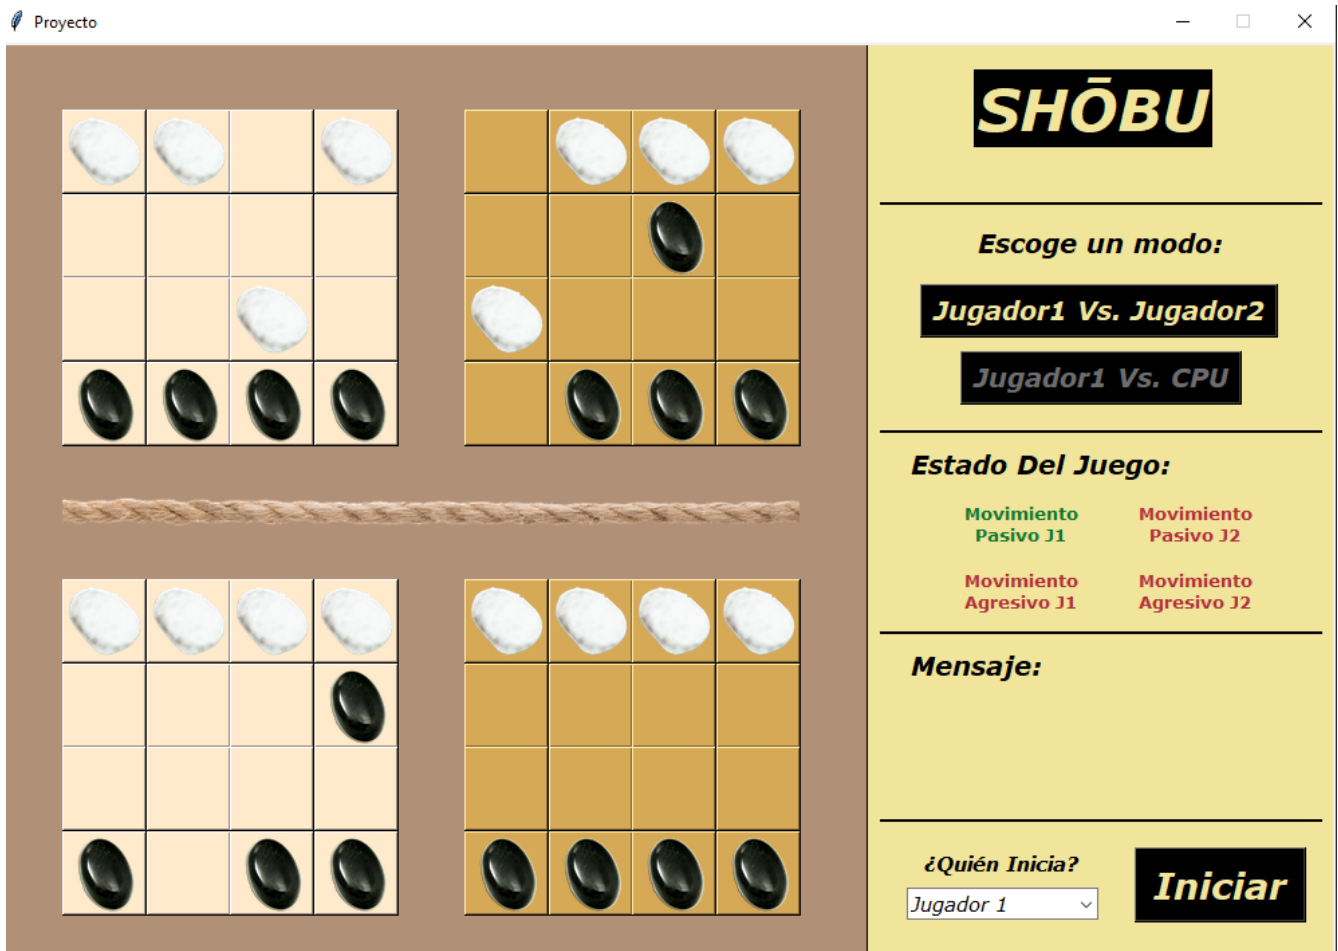 Proyecto
SHŌBU
Escoge un modo:
Jugador1 Vs. Jugador2
Jugador1 Vs. CPU
Estado Del Juego:
Movimiento
Pasivo J1
Movimiento
Pasivo J2
Movimiento
Agresivo J1
Movimiento
Agresivo J2
Mensaje:
¿Quién Inicia?
Jugador 1
Iniciar